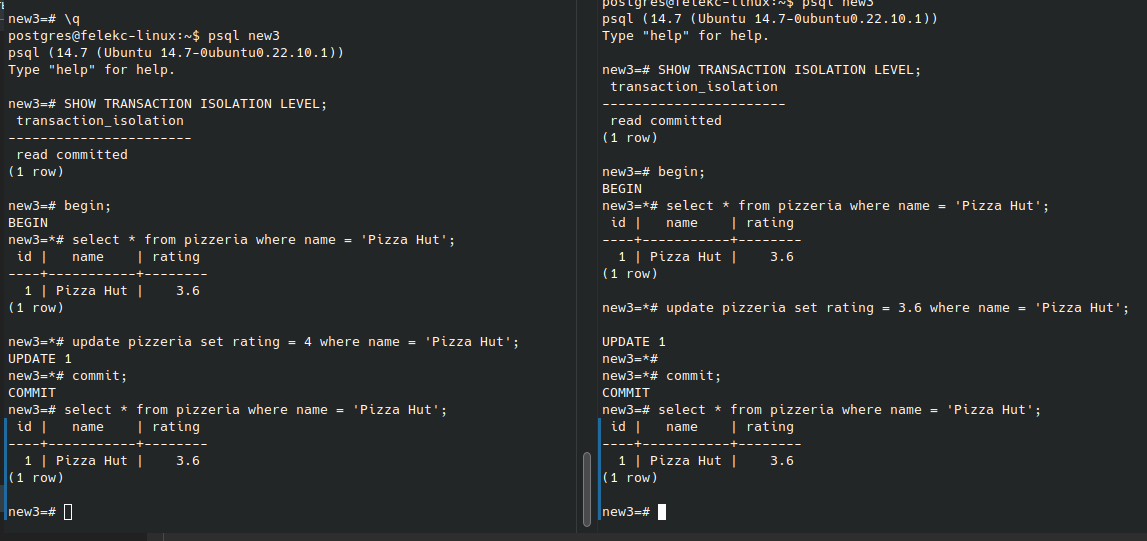 new3=# \q
postgres@felekc-linux:~$ psql new3
psql (14.7 (Ubuntu 14.7-0ubuntu0.22.10.1))
Type "help" for help.

new3=# SHOW TRANSACTION ISOLATION LEVEL;
 transaction_isolation
-----------------------
 read committed
(1 row)

new3=# begin;
BEGIN
new3=*# select * from pizzeria where name = 'Pizza Hut';
 id |   name    | rating
----+-----------+--------
  1 | Pizza Hut |    3.6
(1 row)

new3=*# update pizzeria set rating = 4 where name = 'Pizza Hut';
UPDATE 1
new3=*# commit;
COMMIT
new3=# select * from pizzeria where name = 'Pizza Hut';
 id |   name    | rating
----+-----------+--------
  1 | Pizza Hut |    3.6
(1 row)

new3=#
postgres@felekc-linux:~$ psql new3
psql (14.7 (Ubuntu 14.7-0ubuntu0.22.10.1))
Type "help" for help.

new3=# SHOW TRANSACTION ISOLATION LEVEL;
 transaction_isolation
-----------------------
 read committed
(1 row)

new3=# begin;
BEGIN
new3=*# select * from pizzeria where name = 'Pizza Hut';
 id |   name    | rating
----+-----------+--------
  1 | Pizza Hut |    3.6
(1 row)

new3=*# update pizzeria set rating = 3.6 where name = 'Pizza Hut';

UPDATE 1
new3=*#
new3=*# commit;
COMMIT
new3=# select * from pizzeria where name = 'Pizza Hut';
 id |   name    | rating
----+-----------+--------
  1 | Pizza Hut |    3.6
(1 row)

new3=#